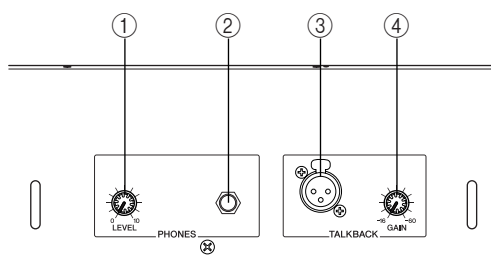 ① ② ③ ④
0 10 -16 -60
LEVEL GAIN
PHONES TALKBACK